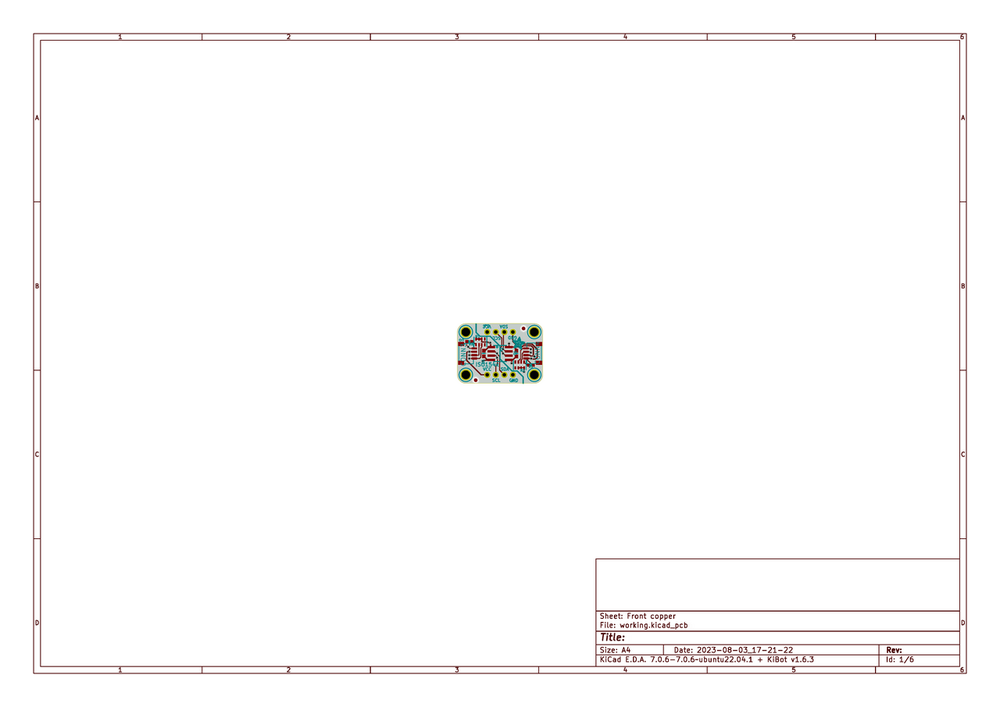 1 2 3 4 5 6
A A
B B
C C
D D
VCC
SCL
GND
Sheet: Front copper
File: working.kicad_pcb
Title:
Size: A4 Date: 2023-08-03_17-21-22 Rev:
KiCad E.D.A. 7.0.6-7.0.6-ubuntu22.04.1 + KiBot v1.6.3 Id: 1/6
1 2 3 4 5 6